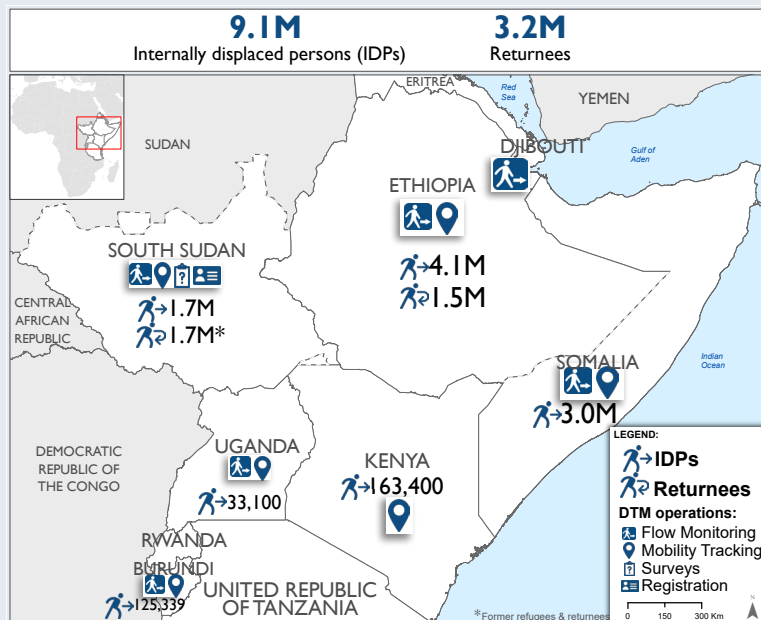 9.1M
Internally displaced persons (IDPs)
3.2M
Returnees
ERITREA
Red
Sea
YEMEN
SUDAN
DJIBOUTI
Gulf of
Aden
ETHIOPIA
4.1M
1.5M
SOUTH SUDAN
1.7M
1.7M*
CENTRAL
AFRICAN
REPUBLIC
Indian
Ocean
SOMALIA
3.0M
DEMOCRATIC
REPUBLIC OF
THE CONGO
UGANDA
33,100
KENYA
163,400
RWANDA
BURUNDI
125,339
UNITED REPUBLIC
OF TANZANIA
LEGEND:
IDPs
Returnees
DTM operations:
Flow Monitoring
Mobility Tracking
Surveys
Registration
N
0 150 300 Km
*Former refugees & returnees